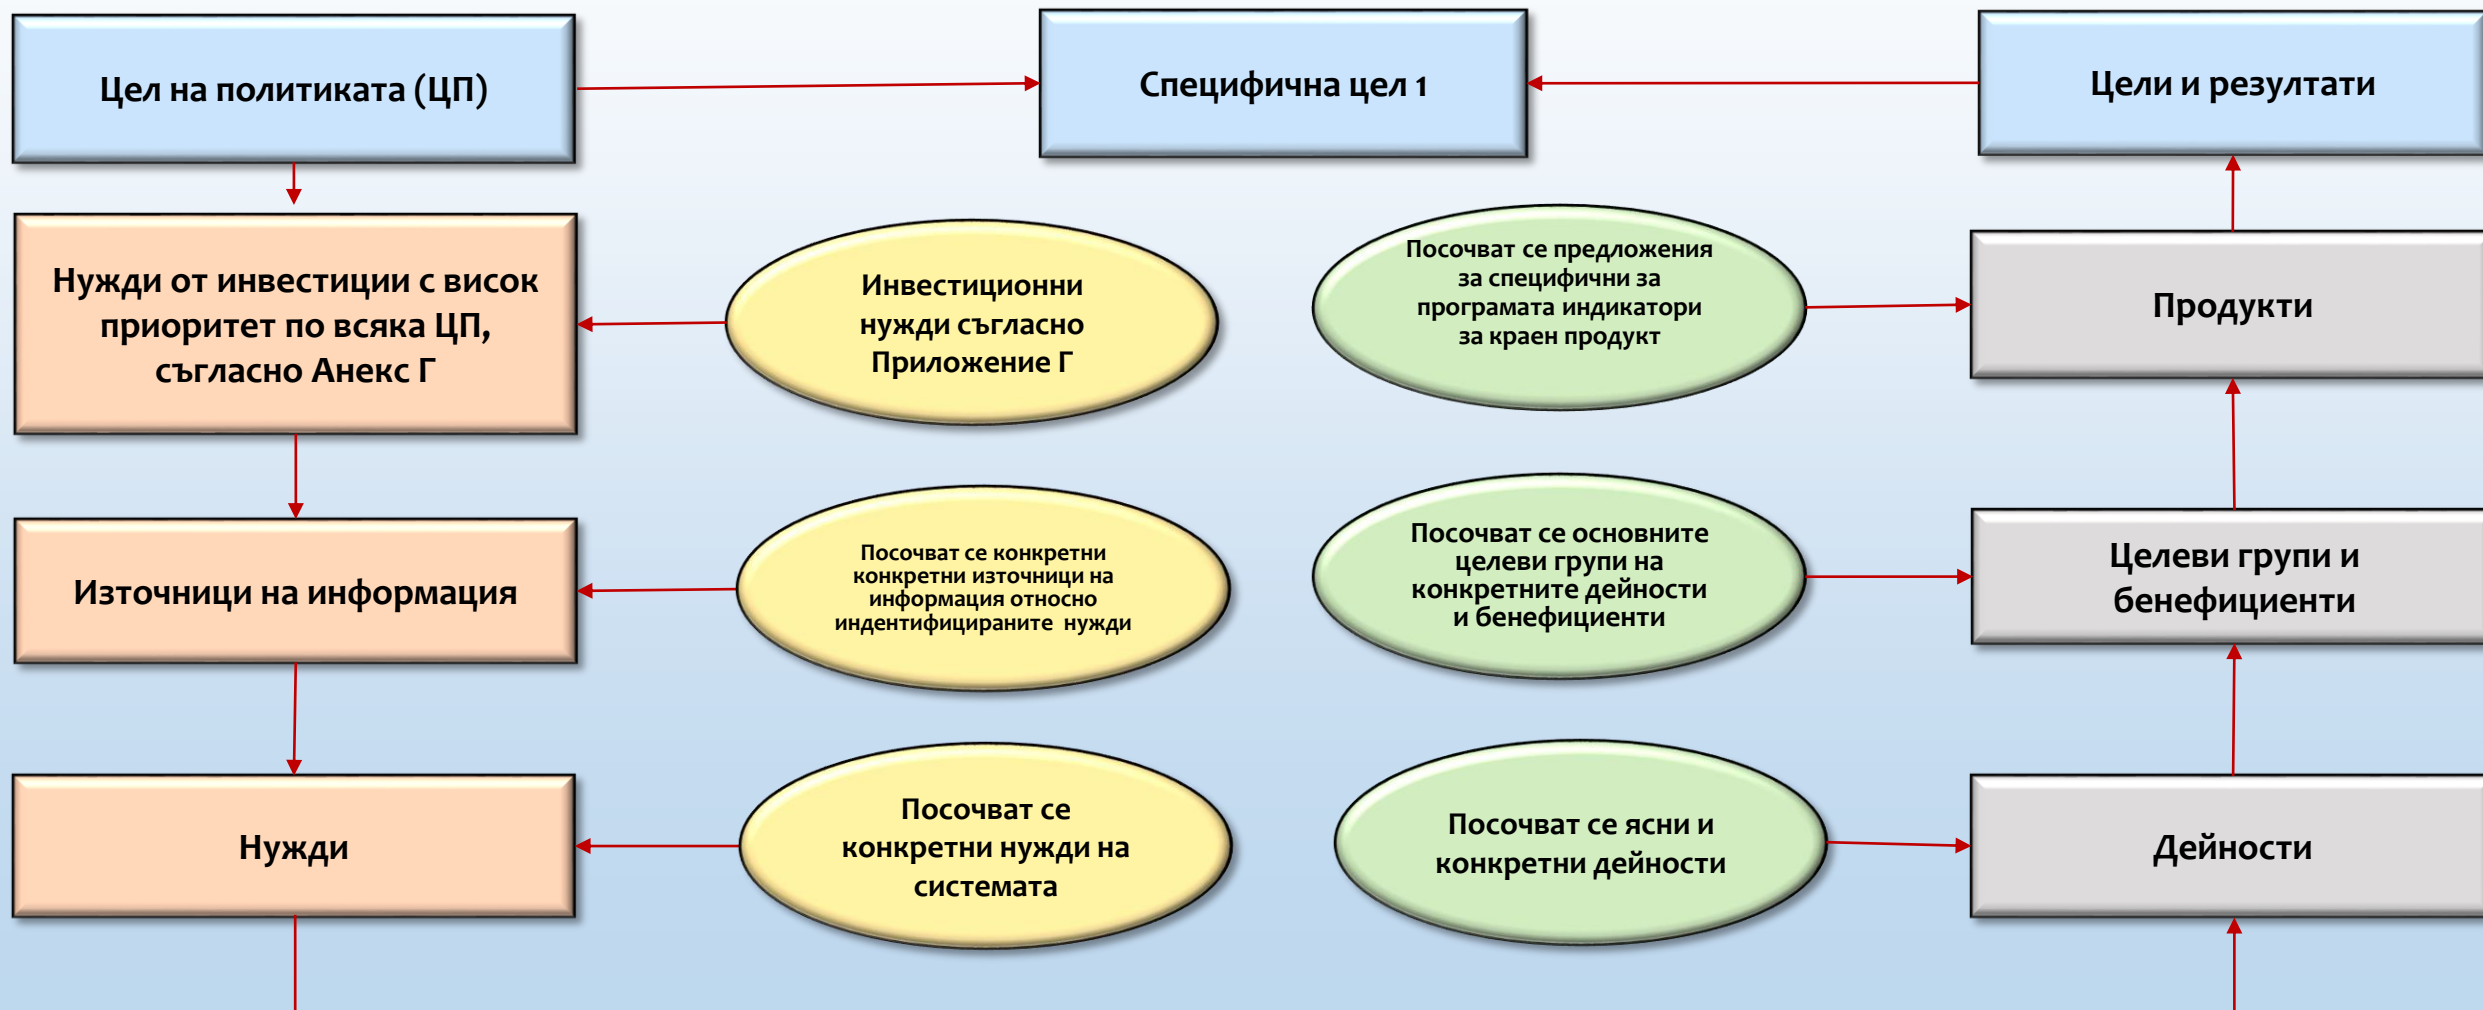 Цел на политиката (ЦП)
Специфична цел 1
Цели и резултати
Нужди от инвестиции с висок
приоритет по всяка ЦП,
съгласно Анекс Г
Инвестиционни
нужди съгласно
Приложение Г
Посочват се предложения
за специфични за
програмата индикатори
за краен продукт
Продукти
Източници на информация
Посочват се конкретни
конкретни източници на
информация относно
индентифицираните нужди
Посочват се основните
целеви групи на
конкретните дейности
и бенефициенти
Целеви групи и
бенефициенти
Нужди
Посочват се
конкретни нужди на
системата
Посочват се ясни и
конкретни дейности
Дейности